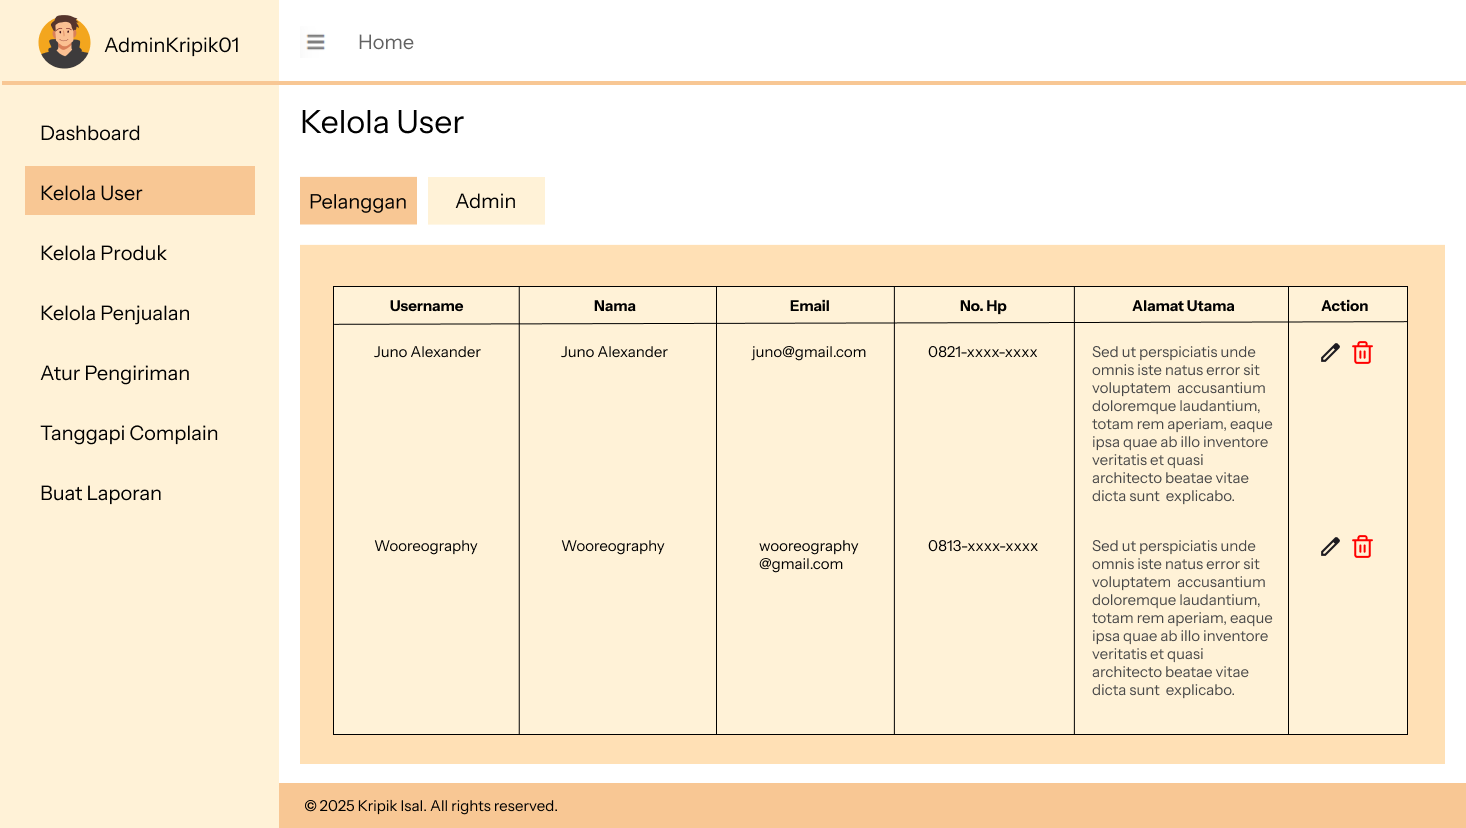 AdminKripik01
Home
Dashboard
Kelola User
Kelola Produk
Kelola Penjualan
Atur Pengiriman
Tanggapi Complain
Buat Laporan
Kelola User
Pelanggan
Admin
Username
Nama
Email
No. Hp
Alamat Utama
Action
Juno Alexander
Juno Alexander
juno@gmail.com
0821-xxxx-xxxx
Sed ut perspiciatis unde
omnis iste natus error sit
voluptatem accusantium
doloremque laudantium,
totam rem aperiam, eaque
ipsa quae ab illo inventore
veritatis et quasi
architecto beatae vitae
dicta sunt explicabo.
Wooreography
Wooreography
wooreography
@gmail.com
0813-xxxx-xxxx
Sed ut perspiciatis unde
omnis iste natus error sit
voluptatem accusantium
doloremque laudantium,
totam rem aperiam, eaque
ipsa quae ab illo inventore
veritatis et quasi
architecto beatae vitae
dicta sunt explicabo.
© 2025 Kripik Isal. All rights reserved.